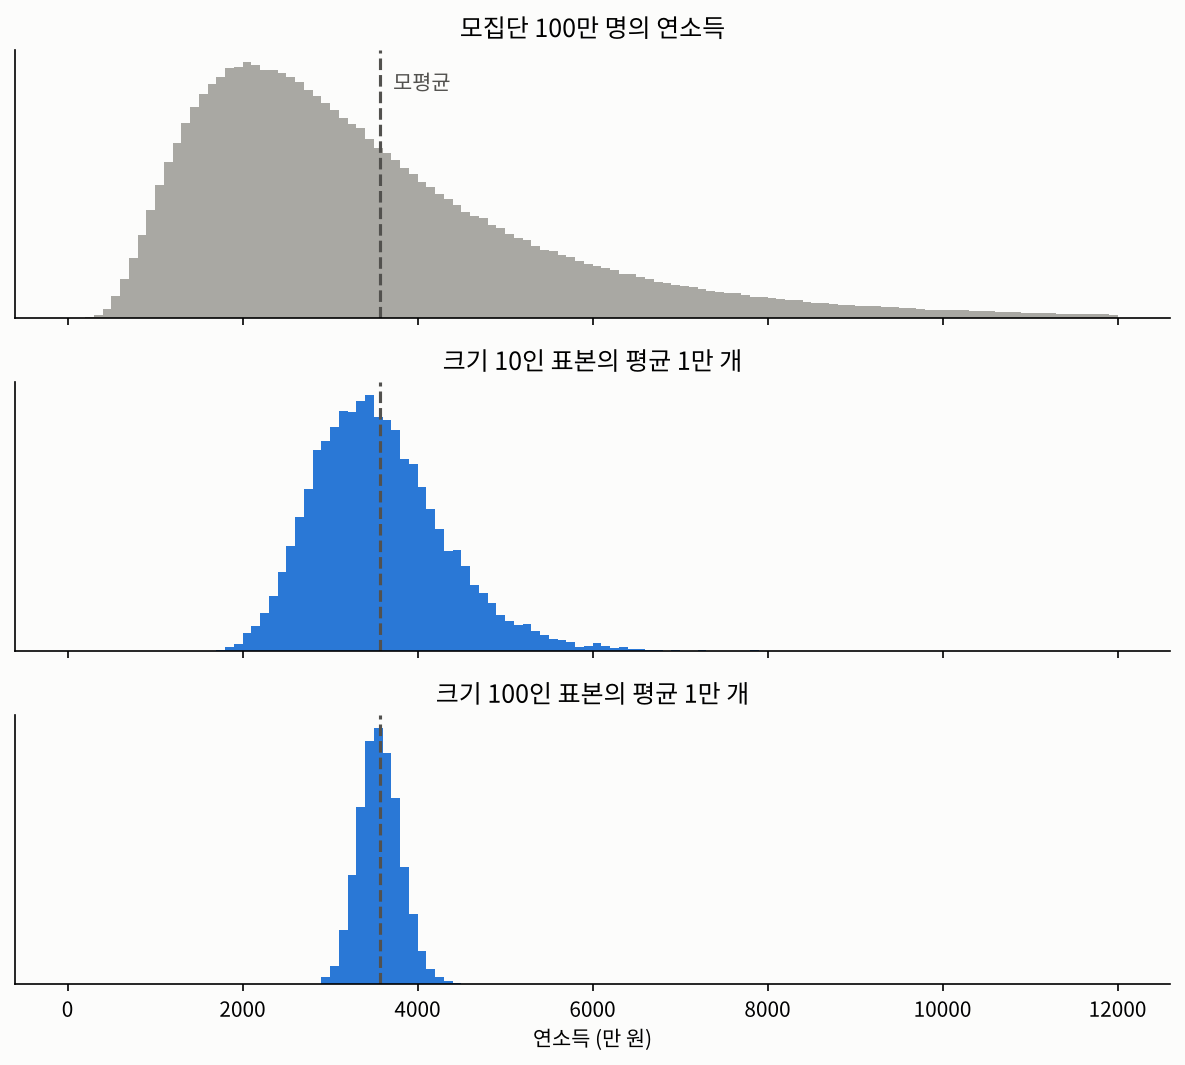 모집단 100만 명의 연소득
모평균
크기 10인 표본의 평균 1만 개
크기 100인 표본의 평균 1만 개
0 2000 4000 6000 8000 10000 12000
연소득 (만 원)